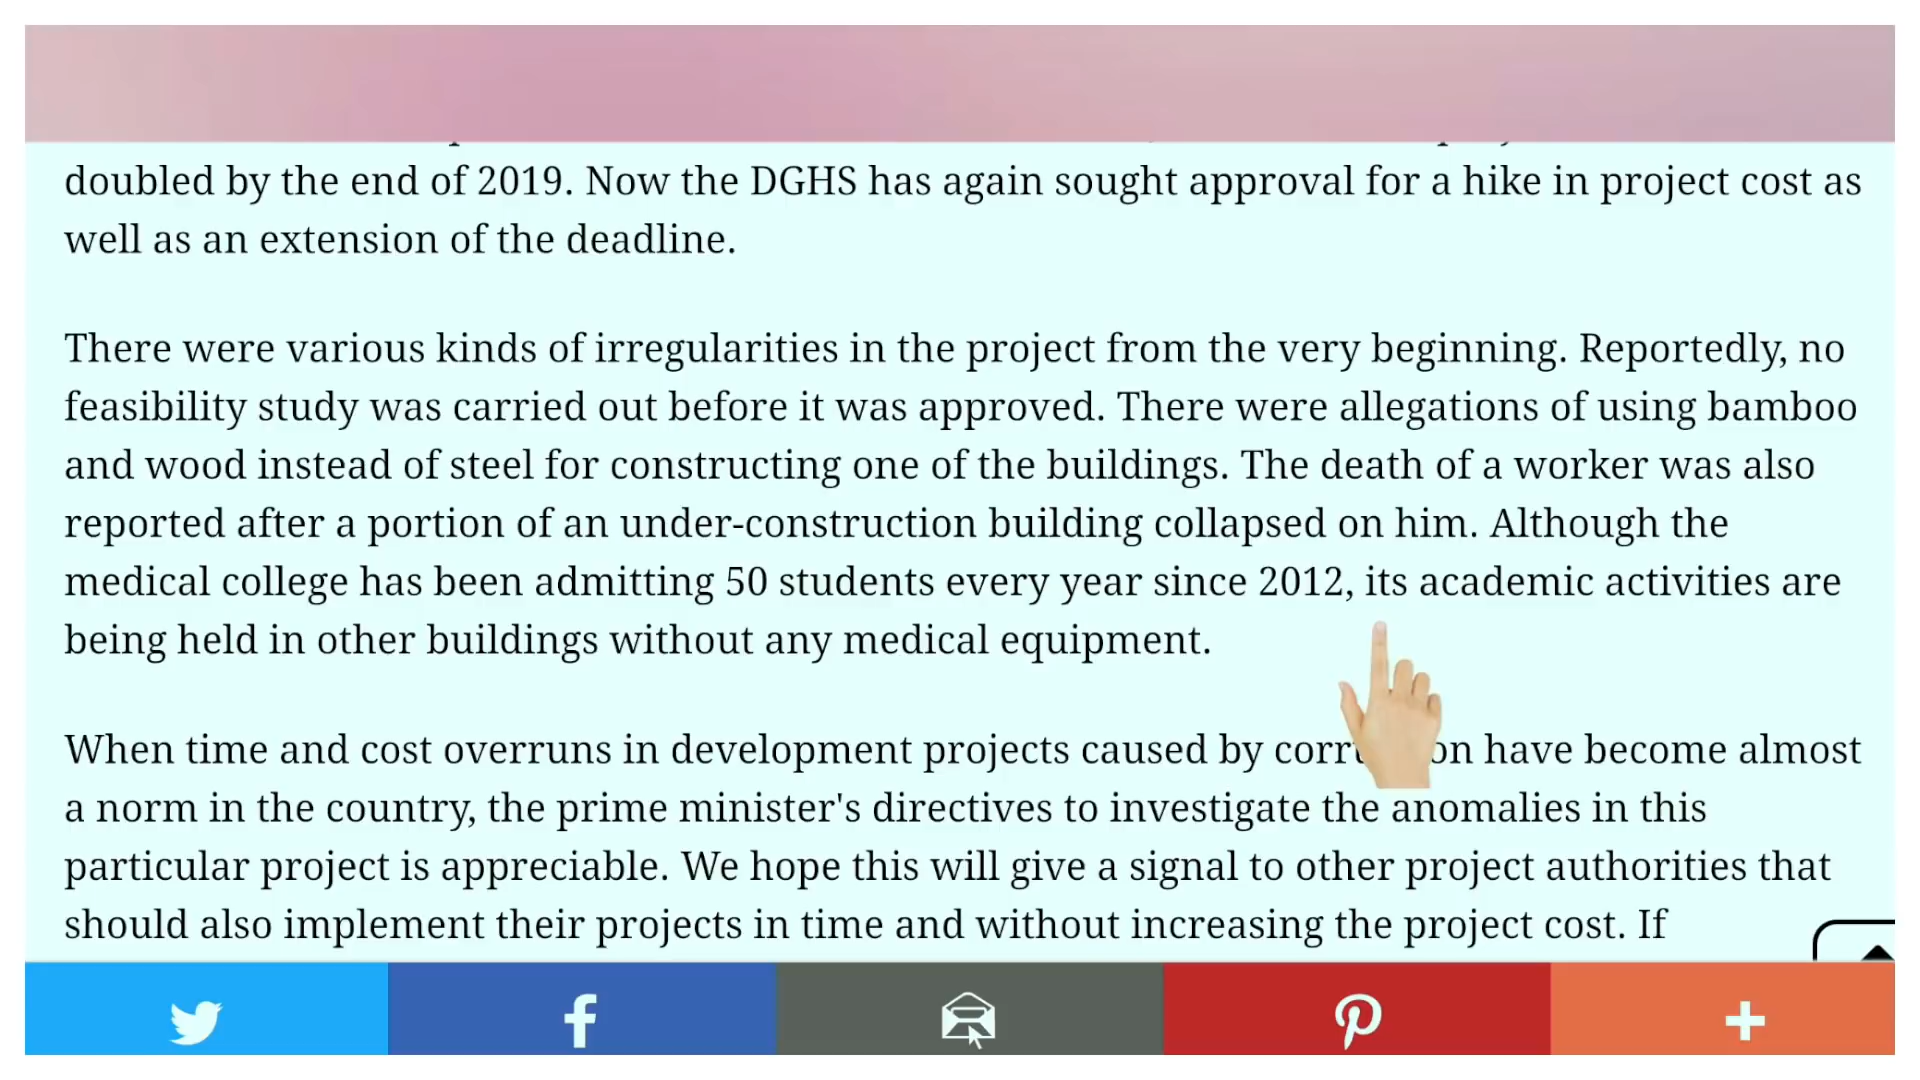 doubled by the end of 2019. Now the DGHS has again sought approval for a hike in project cost as
well as an extension of the deadline.
There were various kinds of irregularities in the project from the very beginning. Reportedly, no
feasibility study was carried out before it was approved. There were allegations of using bamboo
and wood instead of steel for constructing one of the buildings. The death of a worker was also
reported after a portion of an under-construction building collapsed on him. Although the
medical college has been admitting 50 students every year since 2012, its academic activities are
being held in other buildings without any medical equipment.
When time and cost overruns in development projects caused by have become almost
a norm in the country, the prime minister's directives to investigate the anomalies in this
particular project is appreciable. We hope this will give a signal to other project authorities that
should also implement their projects in time and without increasing the project cost. If